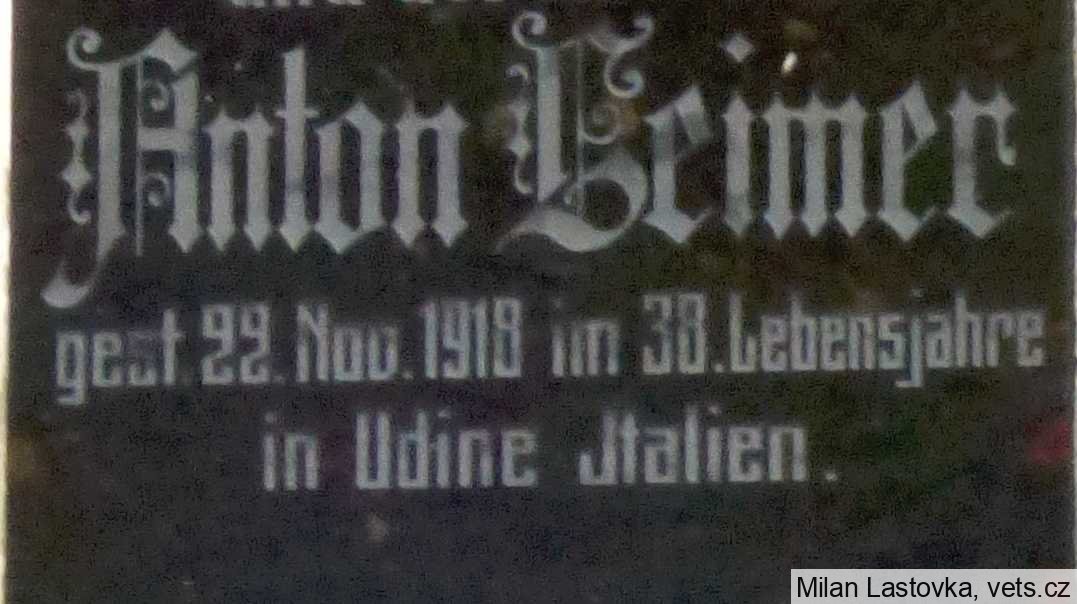 Anton Leimer
gest. 22. Nov. 1918 im 38. Lebensjahre
in Udine Jtalien.
Milan Lastovka, vets.cz